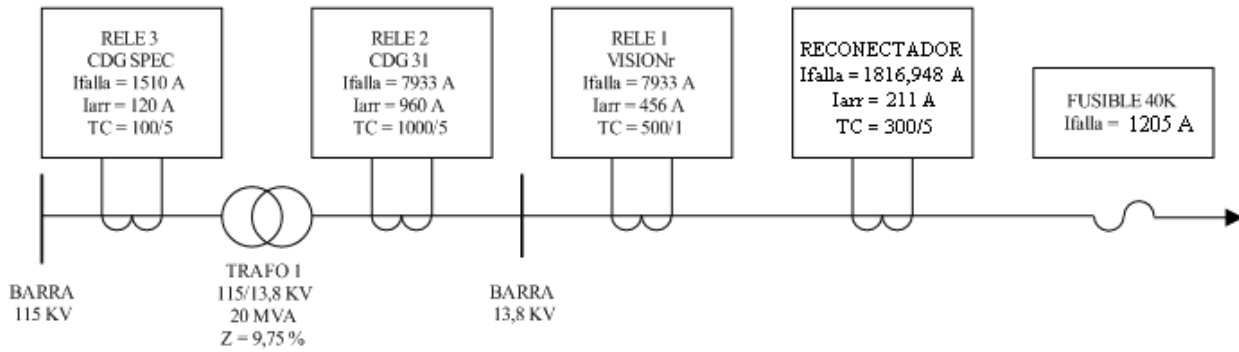 RELE 3
CDG SPEC
Ifalla = 1510 A
Iarr = 120 A
TC = 100/5
RELE 2
CDG 31
Ifalla = 7933 A
Iarr = 960 A
TC = 1000/5
RELE 1
VISIONr
Ifalla = 7933 A
Iarr = 456 A
TC = 500/1
RECONECTADOR
Ifalla = 1816,948 A
Iarr = 211 A
TC = 300/5
FUSIBLE 40K
Ifalla = 1205 A
BARRA
115 KV
TRAFO 1
115/13,8 KV
20 MVA
Z = 9,75 %
BARRA
13,8 KV